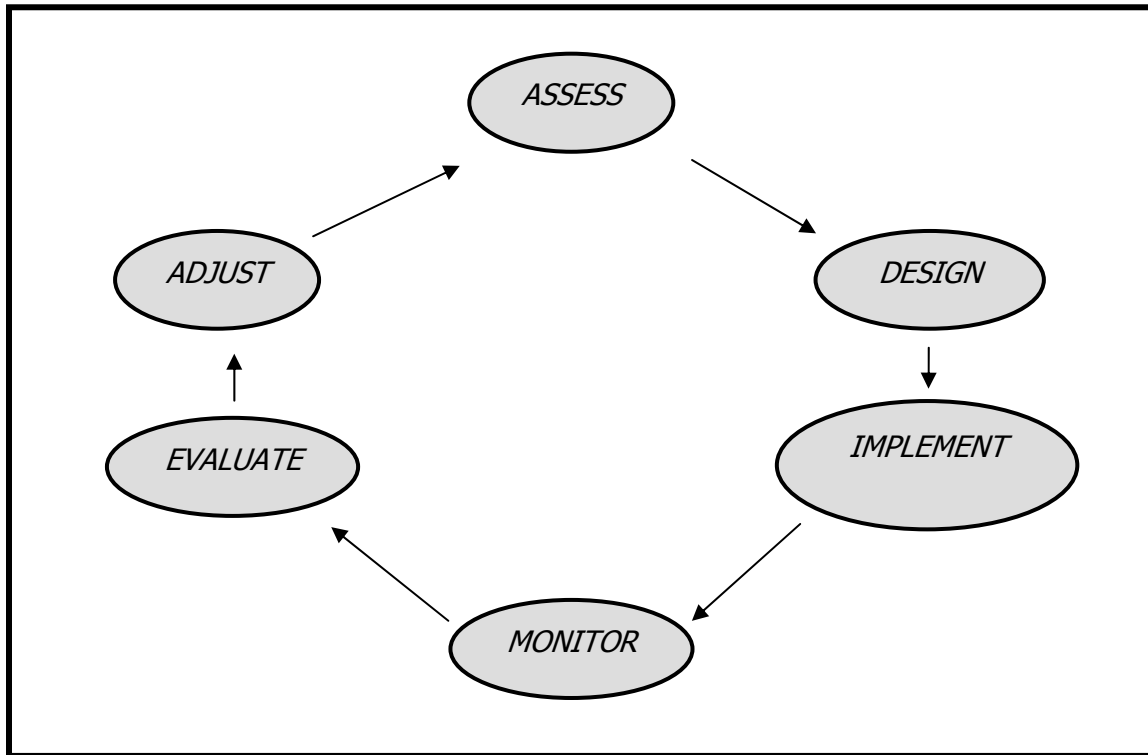 ASSESS
DESIGN
IMPLEMENT
MONITOR
EVALUATE
ADJUST